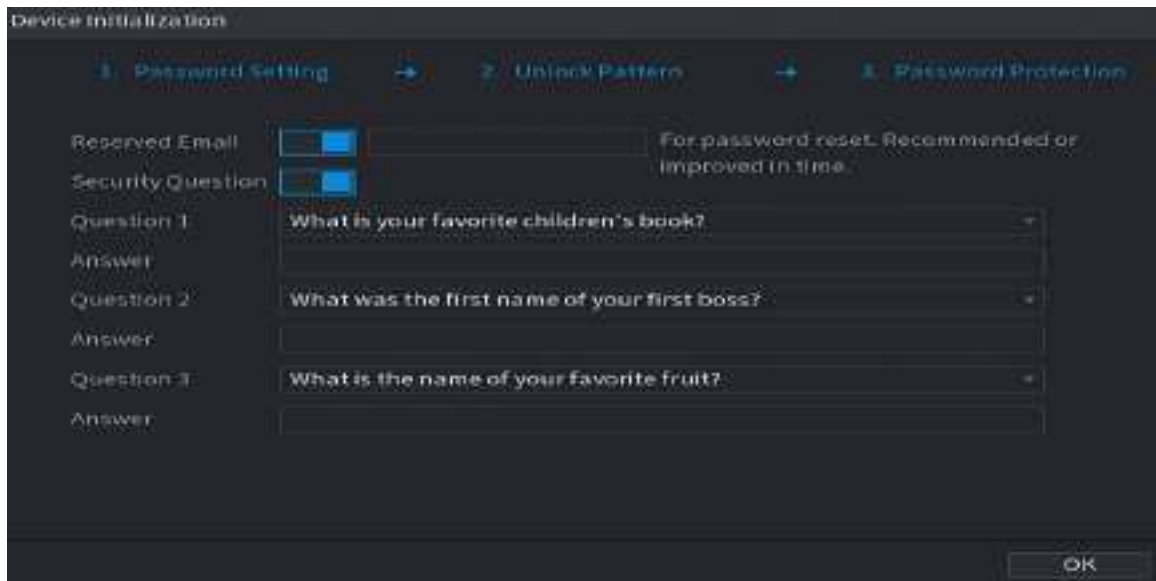 Device Initialization
1. Password Setting → 2. Unlock Pattern → 3. Password Protection
Reserved Email For password reset. Recommended or
improved in time.
Security Question
Question 1 What is your favorite children's book?
Answer
Question 2 What was the first name of your first boss?
Answer
Question 3 What is the name of your favorite fruit?
Answer
OK